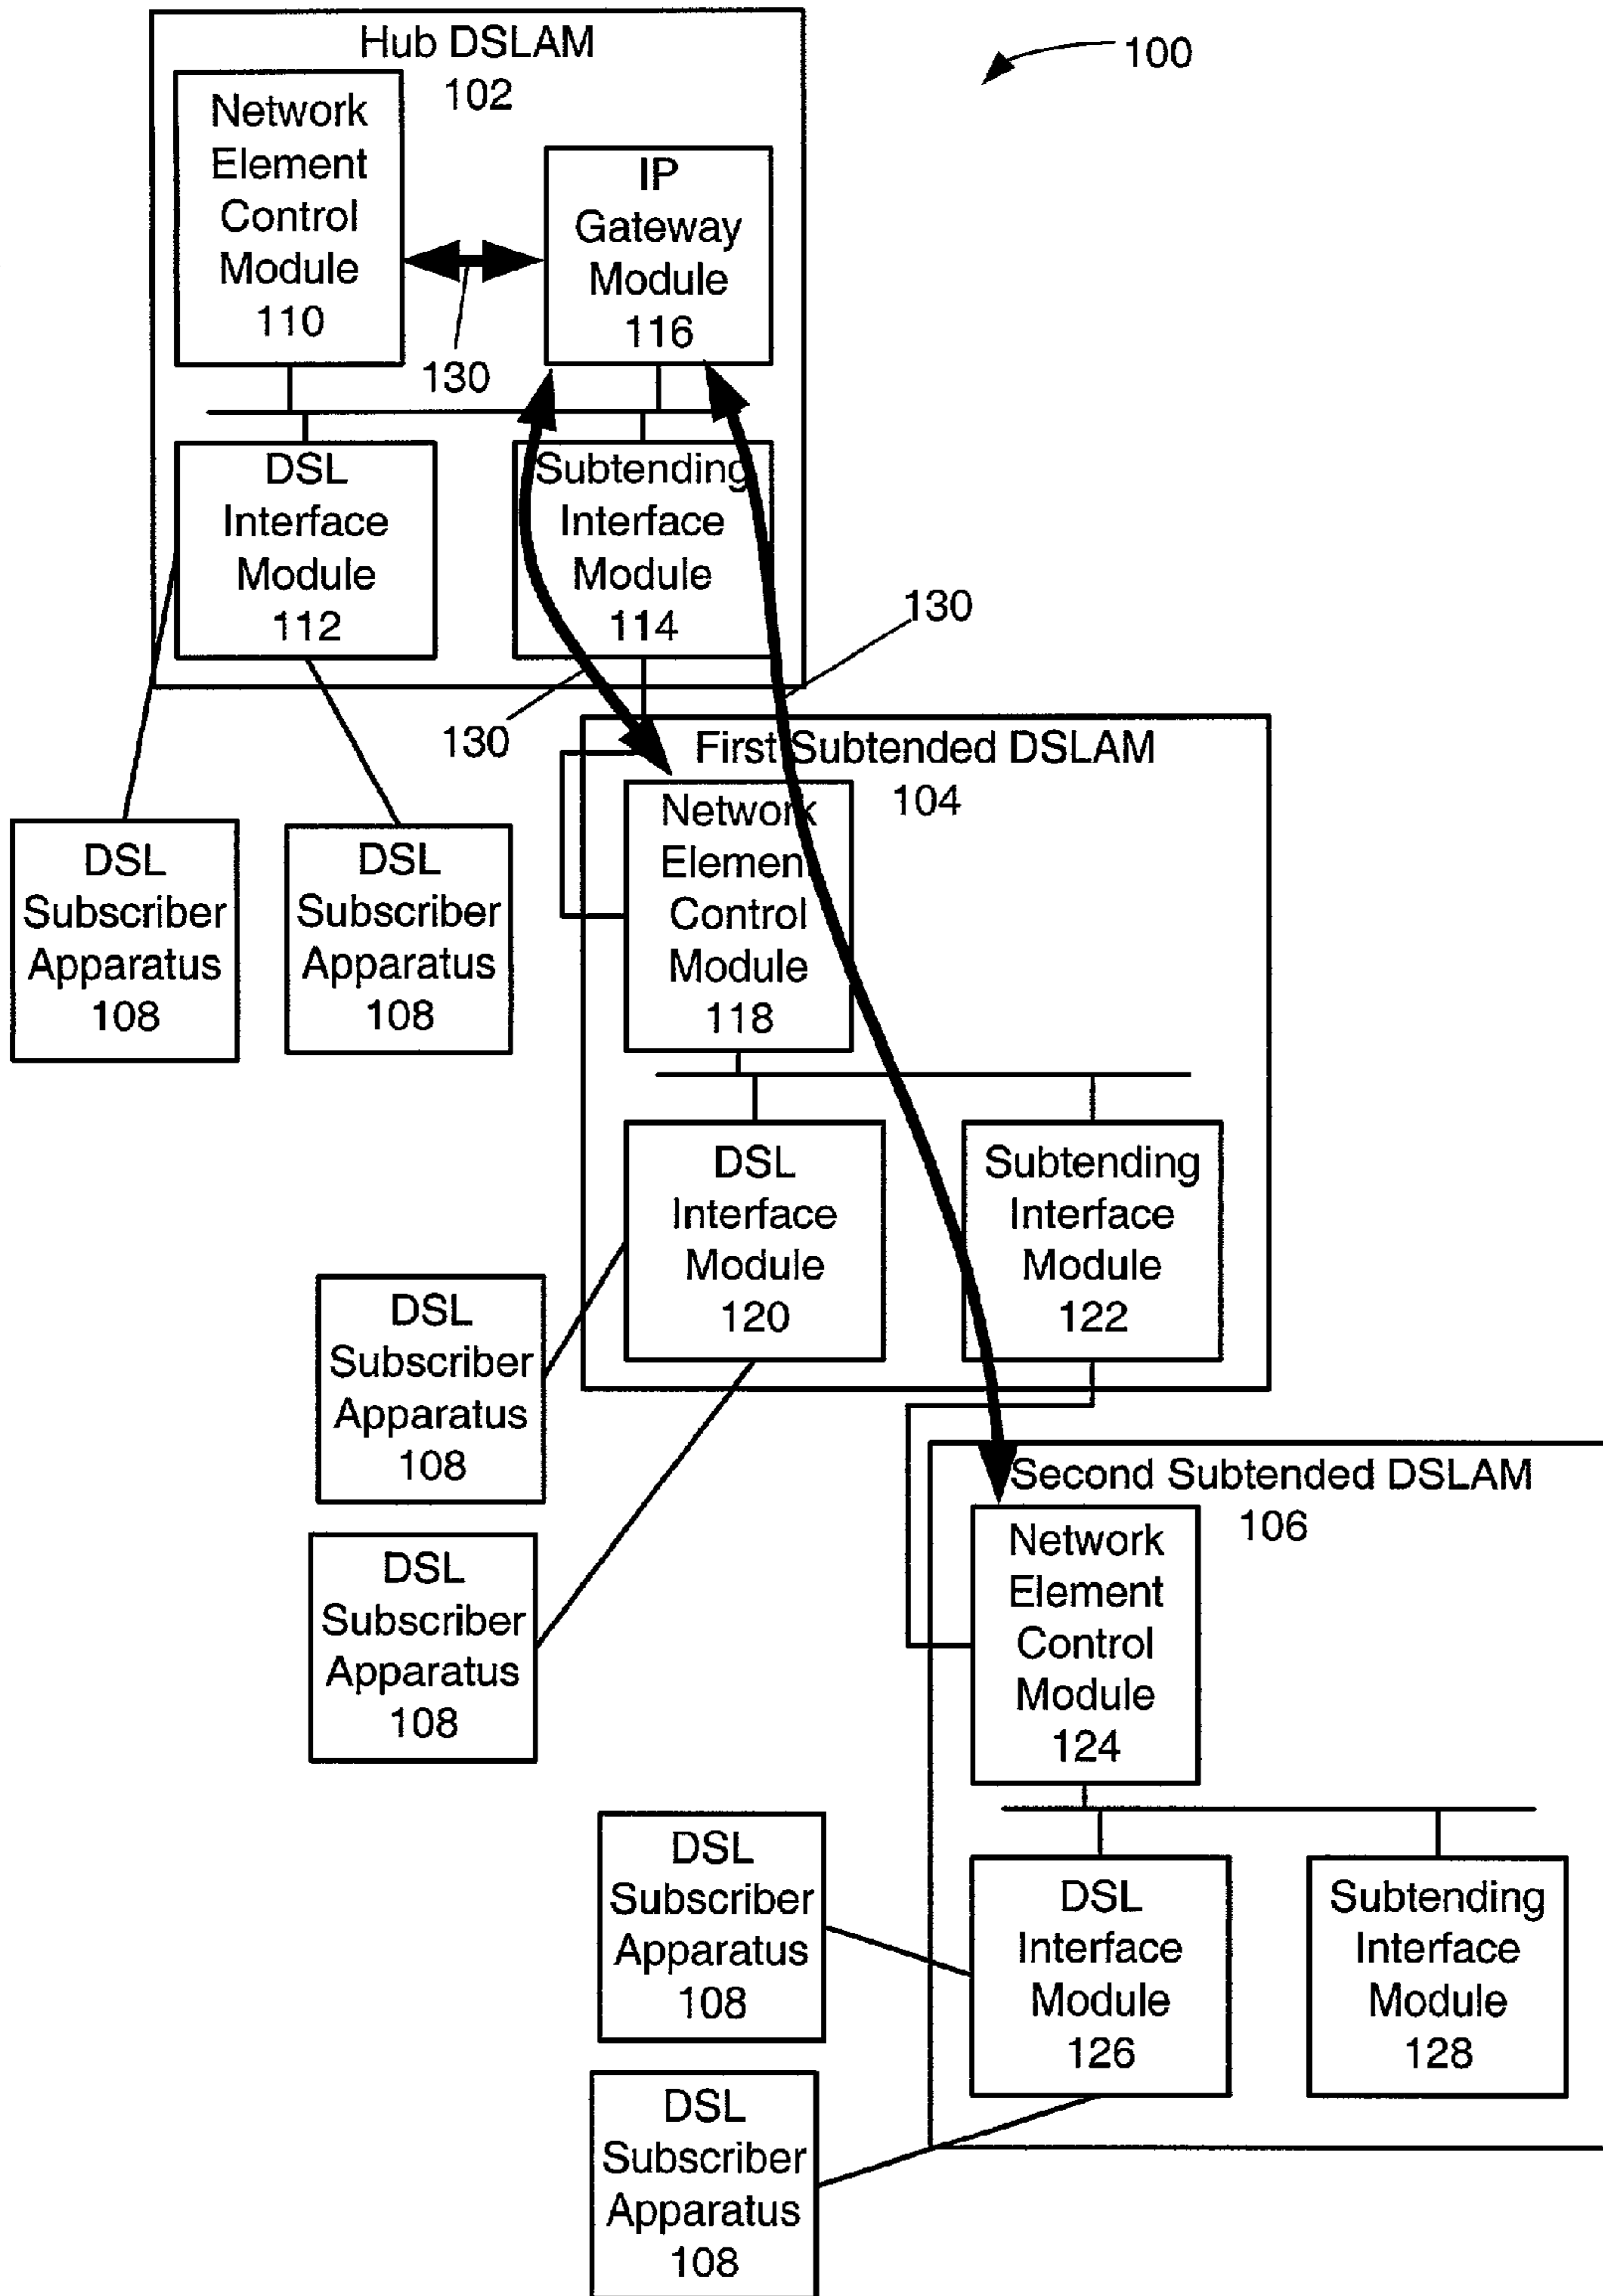 Hub DSLAM
102
100
Network
Element
Control
Module
110
IP
Gateway
Module
116
130
DSL
Interface
Module
112
Subtending
Interface
Module
114
130
130
First Subtended DSLAM
104
DSL
Subscriber
Apparatus
108
DSL
Subscriber
Apparatus
108
Network
Element
Control
Module
118
DSL
Interface
Module
120
Subtending
Interface
Module
122
DSL
Subscriber
Apparatus
108
DSL
Subscriber
Apparatus
108
Second Subtended DSLAM
106
Network
Element
Control
Module
124
DSL
Subscriber
Apparatus
108
DSL
Interface
Module
126
Subtending
Interface
Module
128
DSL
Subscriber
Apparatus
108